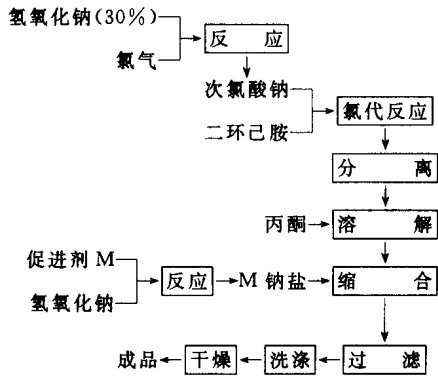 氢氧化钠(30%)
反 应
氯气
次氯酸钠
氯代反应
二环己胺
分 离
丙酮
溶 解
促进剂 M
反应
M 钠盐
缩 合
氢氧化钠
成品
干燥
洗涤
过 滤